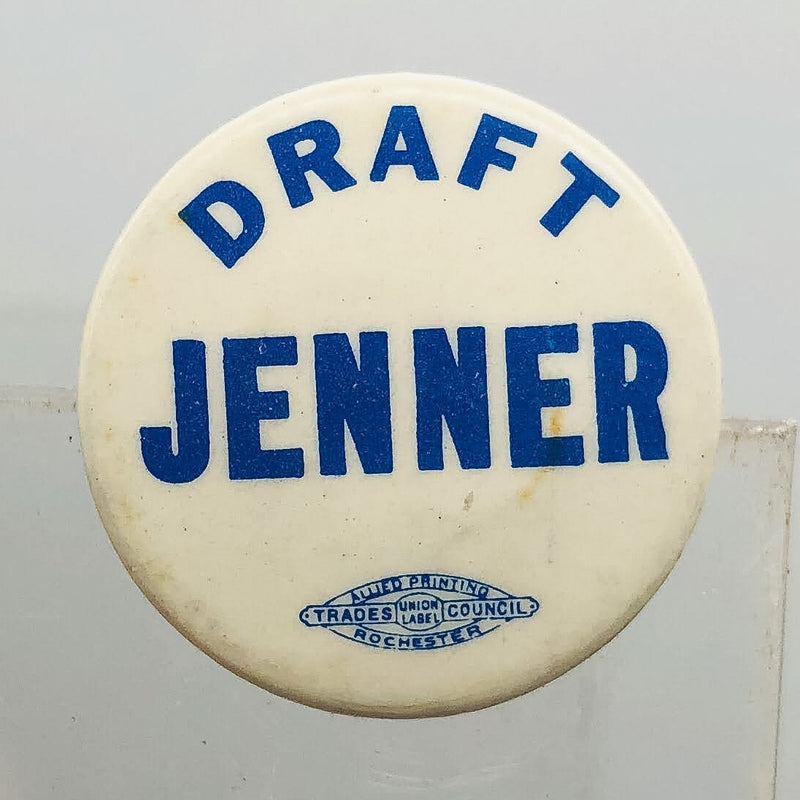 DRAFT
JENNER
ALLIED PRINTING
TRADES UNION LABEL COUNCIL
ROCHESTER